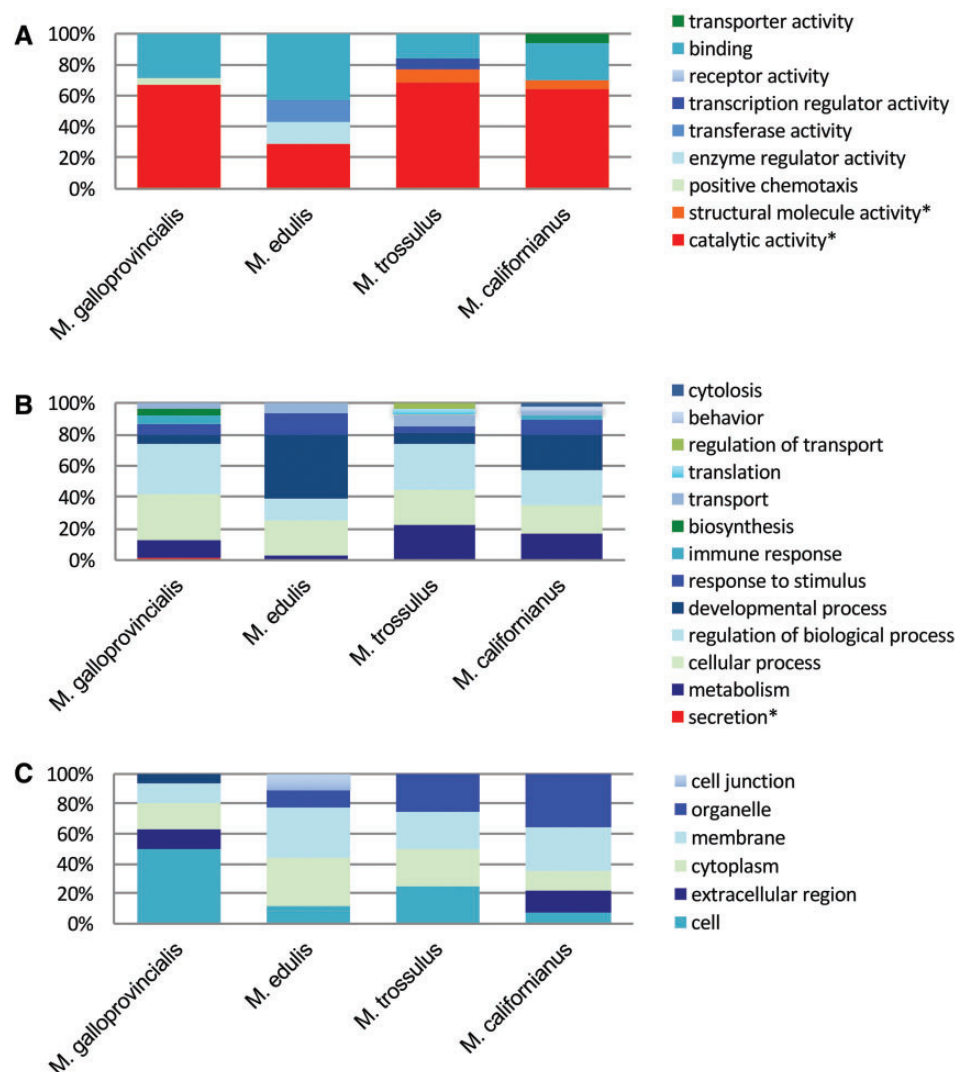 A
100%
80%
60%
40%
20%
0%
M. galloprovincialis
M. edulis
M. trossulus
M. californianus
transporter activity
binding
receptor activity
transcription regulator activity
transferase activity
enzyme regulator activity
positive chemotaxis
structural molecule activity*
catalytic activity*
B
100%
80%
60%
40%
20%
0%
M. galloprovincialis
M. edulis
M. trossulus
M. californianus
cytolosis
behavior
regulation of transport
translation
transport
biosynthesis
immune response
response to stimulus
developmental process
regulation of biological process
cellular process
metabolism
secretion*
C
100%
80%
60%
40%
20%
0%
M. galloprovincialis
M. edulis
M. trossulus
M. californianus
cell junction
organelle
membrane
cytoplasm
extracellular region
cell